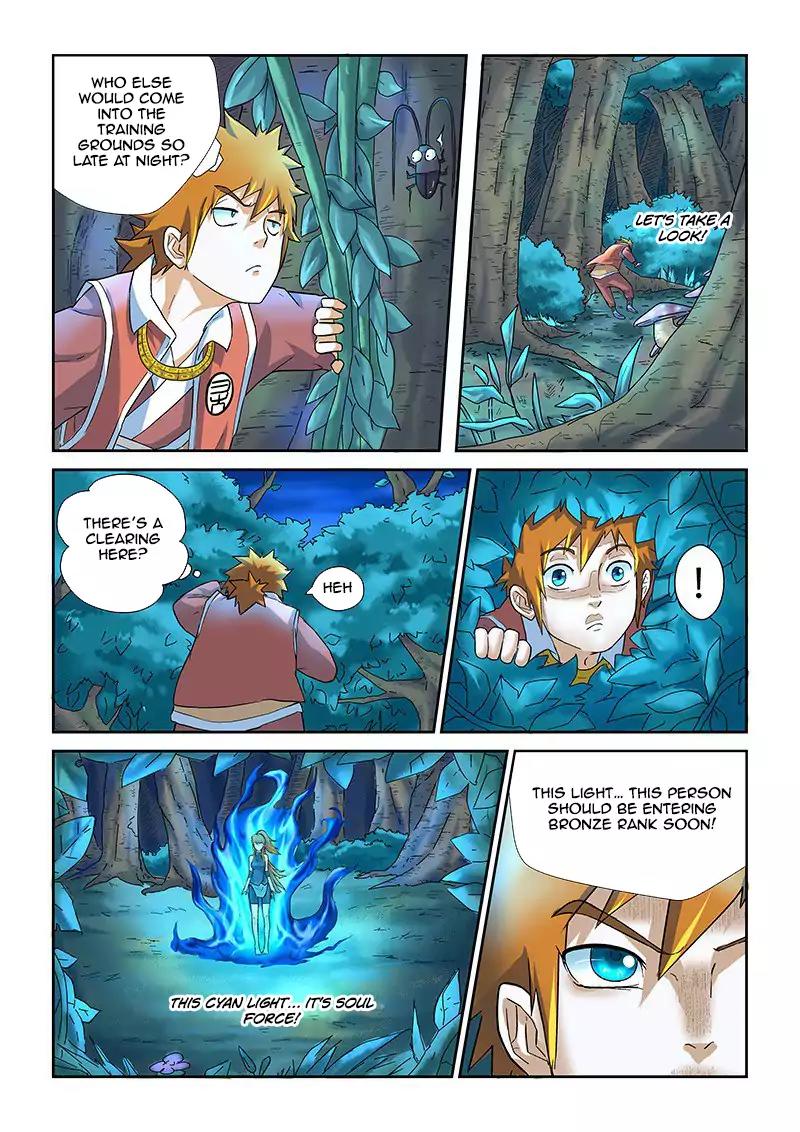 WHO ELSE
WOULD COME
INTO THE
TRAINING
GROUNDS SO
LATE AT NIGHT?
LET'S TAKE A
LOOK!
THERE'S A
CLEARING
HERE?
HEH
!
THIS CYAN LIGHT... IT'S SOUL
FORCE!
THIS LIGHT... THIS PERSON
SHOULD BE ENTERING
BRONZE RANK SOON!